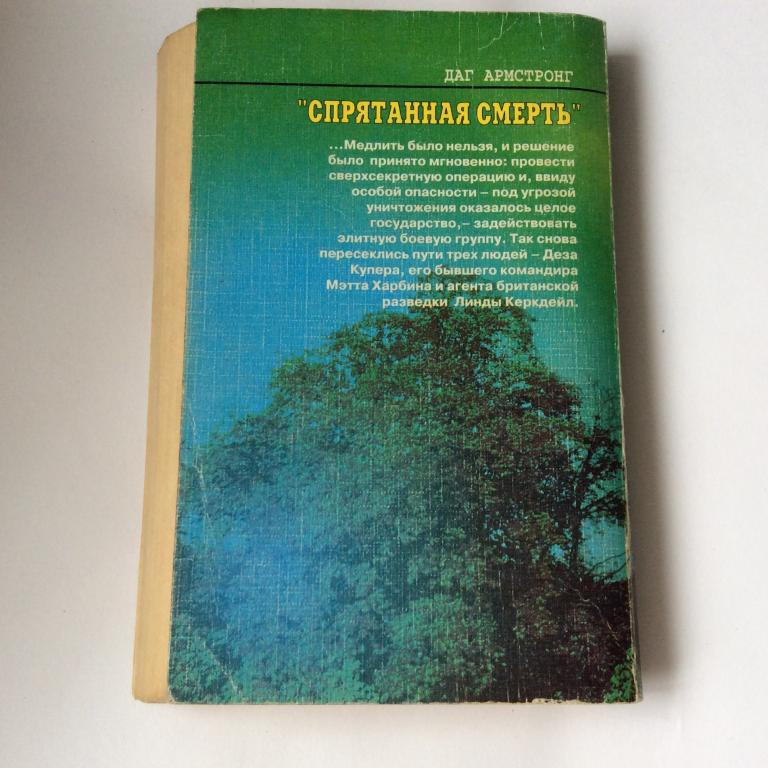 ДАГ АРМСТРОНГ
"СПРЯТАННАЯ СМЕРТЬ"
...Медлить было нельзя, и решение
было принято мгновенно: провести
сверхсекретную операцию и, ввиду
особой опасности – под угрозой
уничтожения оказалось целое
государство,– задействовать
элитную боевую группу. Так снова
пересеклись пути трех людей – Деза
Купера, его бывшего командира
Мэтта Харбина и агента британской
разведки Линды Керкдейл.